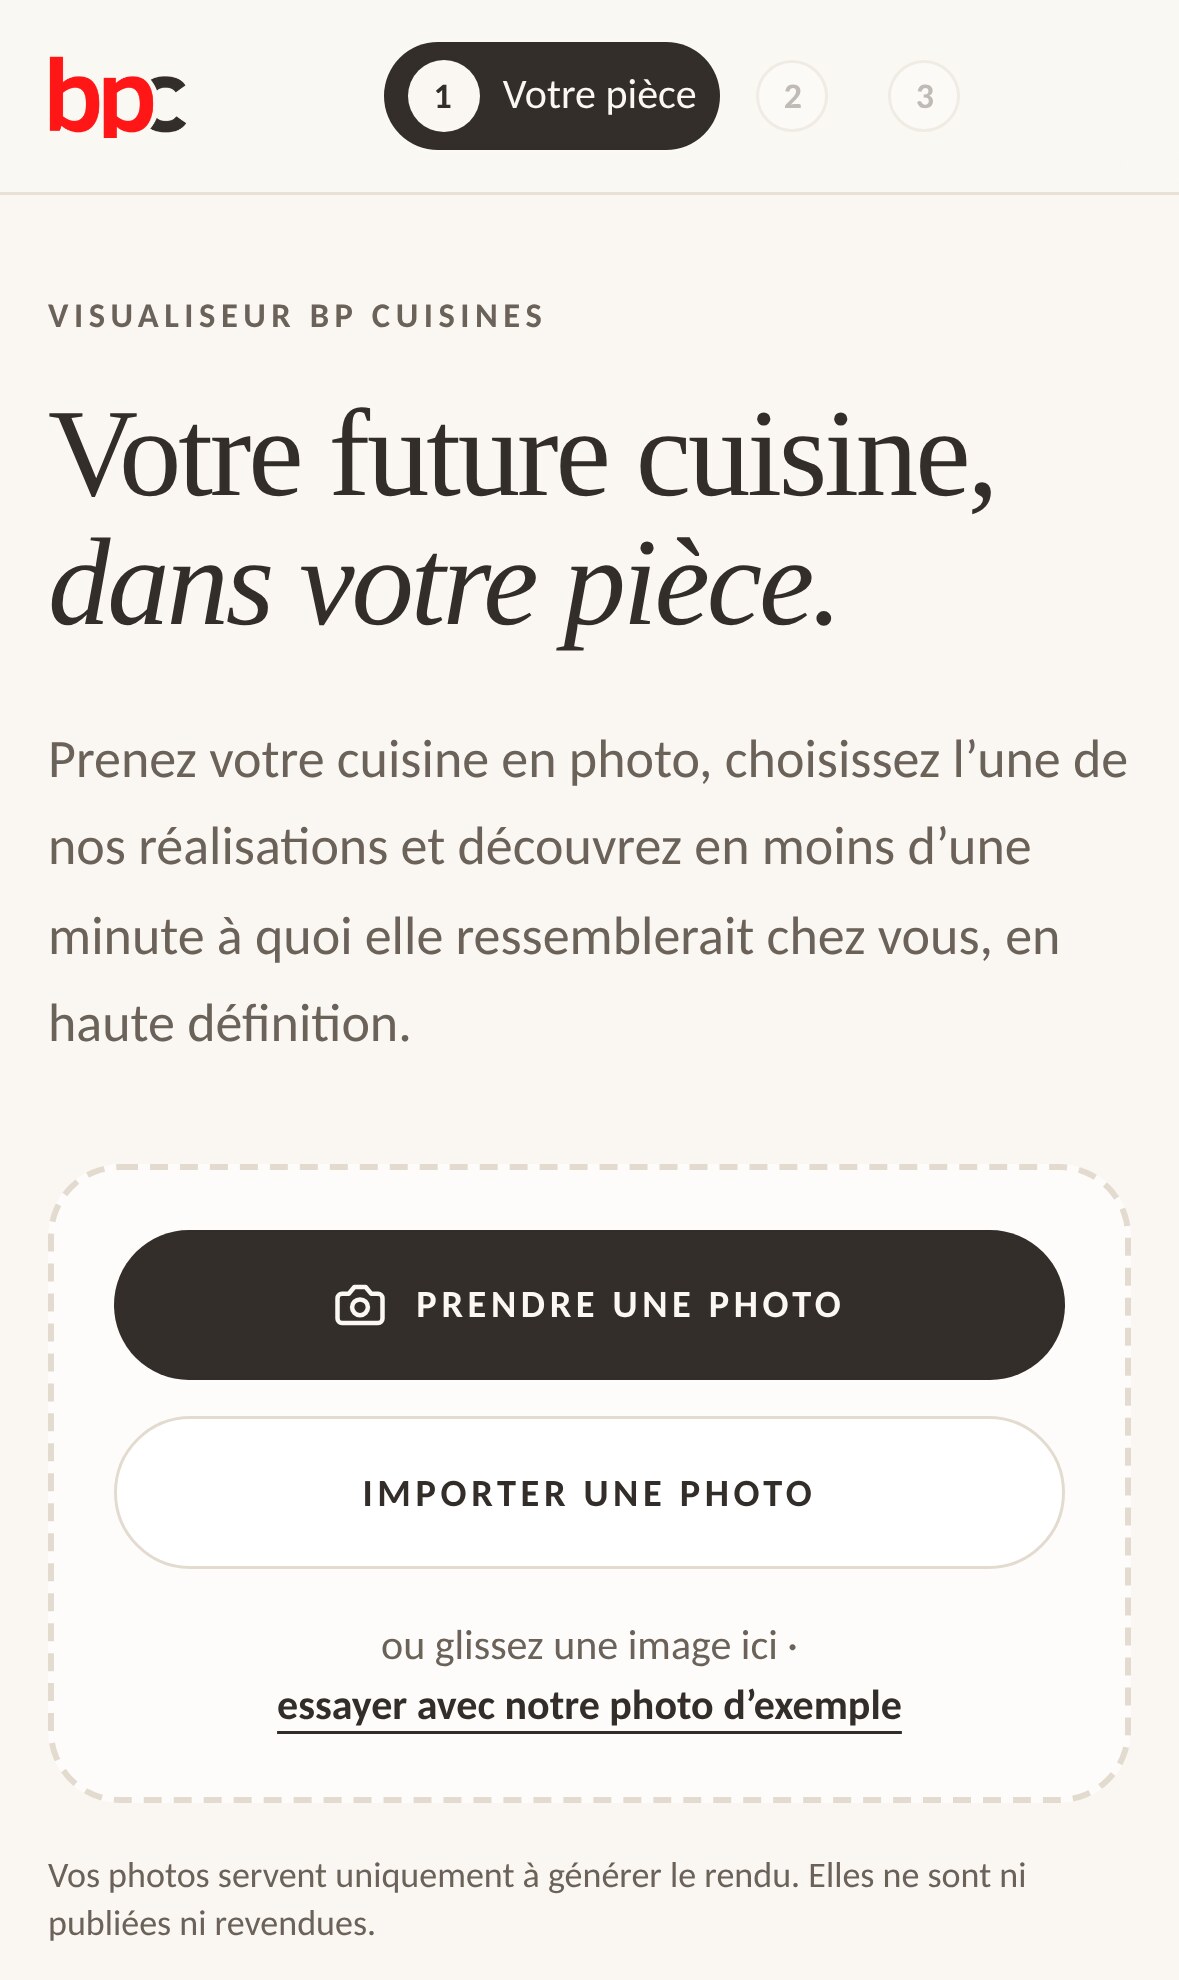 bpc
1 Votre pièce 2 3
VISUALISEUR BP CUISINES
Votre future cuisine,
dans votre pièce.
Prenez votre cuisine en photo, choisissez l’une de
nos réalisations et découvrez en moins d’une
minute à quoi elle ressemblerait chez vous, en
haute définition.
PRENDRE UNE PHOTO
IMPORTER UNE PHOTO
ou glissez une image ici ·
essayer avec notre photo d’exemple
Vos photos servent uniquement à générer le rendu. Elles ne sont ni
publiées ni revendues.